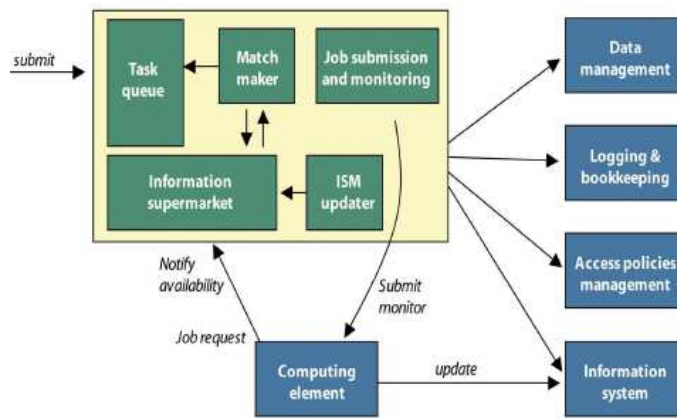 submit
Task
queue
Match
maker
Job submission
and monitoring
Information
supermarket
ISM
updater
Data
management
Logging &
bookkeeping
Access policies
management
Information
system
Notify
availability
Job request
Submit
monitor
Computing
element
update